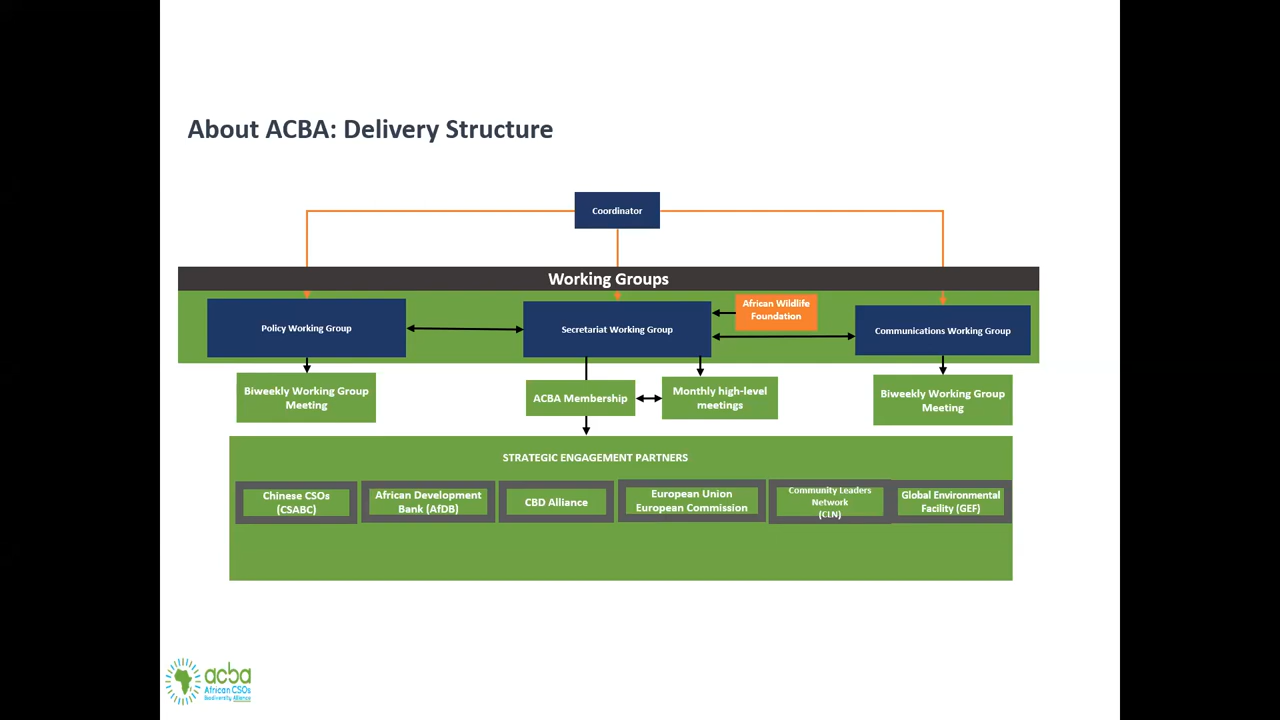 About ACBA: Delivery Structure
Coordinator
Working Groups
African Wildlife
Foundation
Policy Working Group
Secretariat Working Group
Communications Working Group
Biweekly Working Group
Meeting
ACBA Membership
Monthly high-level
meetings
Biweekly Working Group
Meeting
STRATEGIC ENGAGEMENT PARTNERS
Chinese CSOs
(CSABC)
African Development
Bank (AfDB)
CBD Alliance
European Union
European Commission
Community Leaders
Network
(CLN)
Global Environmental
Facility (GEF)
acba
African CSOs
Biodiversity Alliance